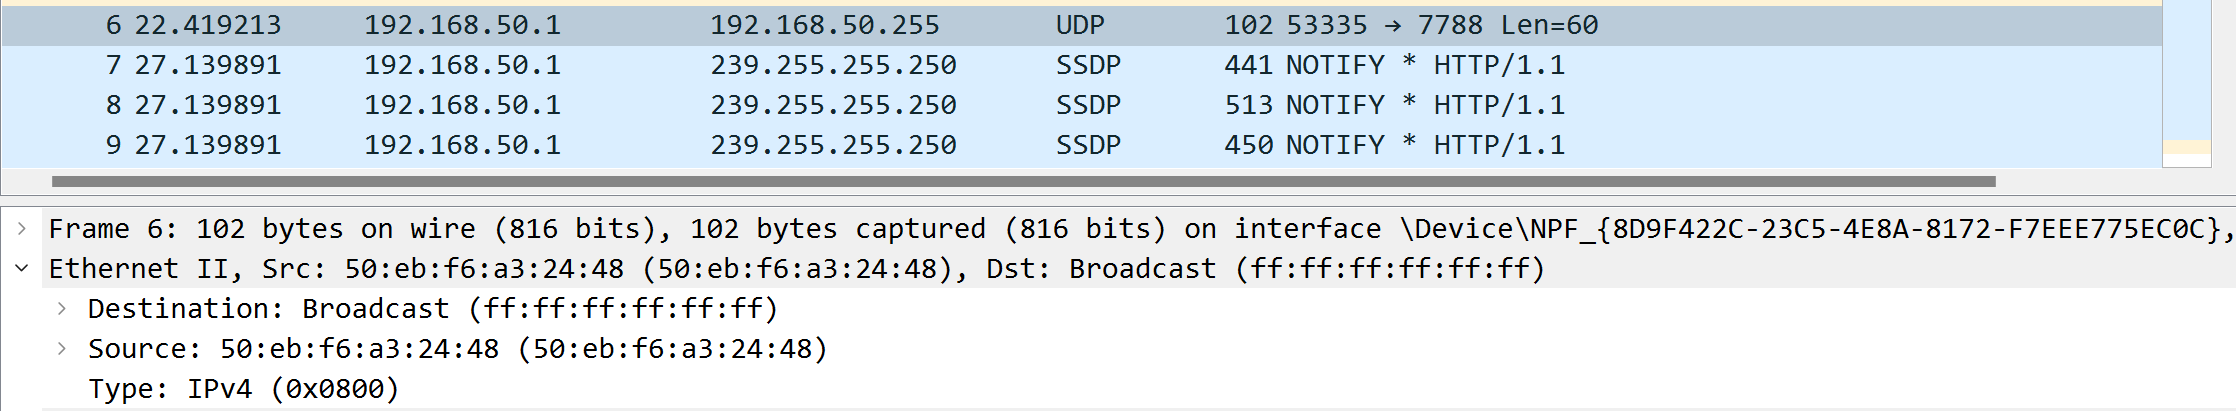 6 22.419213 192.168.50.1 192.168.50.255 UDP 102 53335 → 7788 Len=60
7 27.139891 192.168.50.1 239.255.255.250 SSDP 441 NOTIFY * HTTP/1.1
8 27.139891 192.168.50.1 239.255.255.250 SSDP 513 NOTIFY * HTTP/1.1
9 27.139891 192.168.50.1 239.255.255.250 SSDP 450 NOTIFY * HTTP/1.1
Frame 6: 102 bytes on wire (816 bits), 102 bytes captured (816 bits) on interface \Device\NPF_{8D9F422C-23C5-4E8A-8172-F7EEE775EC0C},
Ethernet II, Src: 50:eb:f6:a3:24:48 (50:eb:f6:a3:24:48), Dst: Broadcast (ff:ff:ff:ff:ff:ff)
Destination: Broadcast (ff:ff:ff:ff:ff:ff)
Source: 50:eb:f6:a3:24:48 (50:eb:f6:a3:24:48)
Type: IPv4 (0x0800)